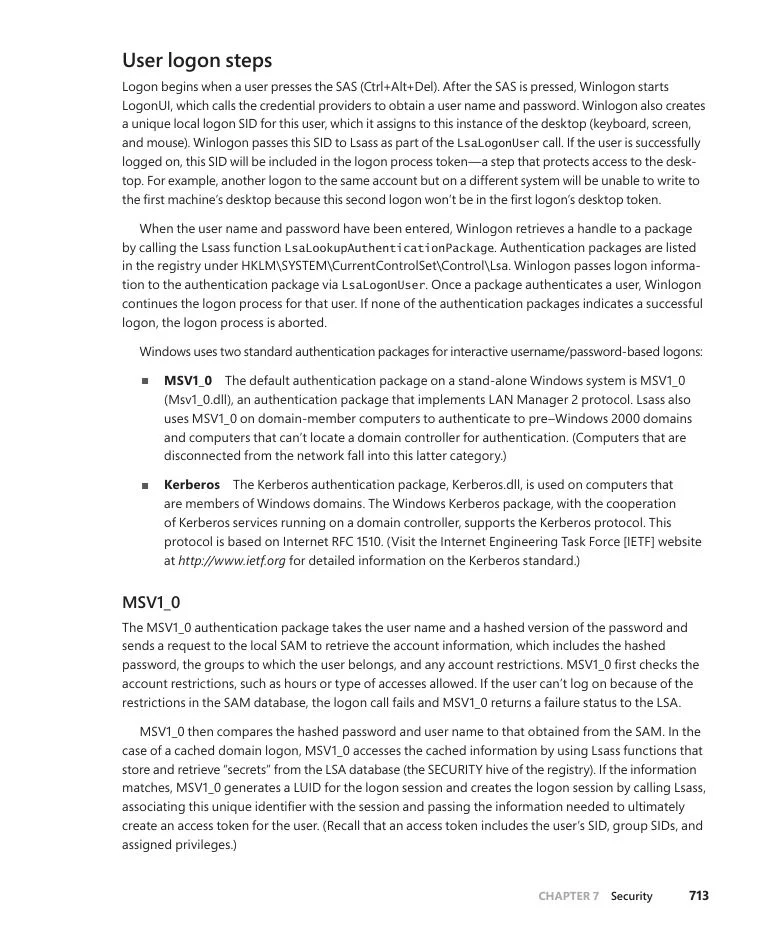 User logon steps
Logon begins when a user presses the SAS (Ctrl+Alt+Del). After the SAS is pressed, Winlogon starts
LogonUI, which calls the credential providers to obtain a user name and password. Winlogon also creates
a unique local logon SID for this user, which it assigns to this instance of the desktop (keyboard, screen,
and mouse). Winlogon passes this SID to Lsass as part of the LsaLogonUser call. If the user is successfully
logged on, this SID will be included in the logon process token—a step that protects access to the desk-
top. For example, another logon to the same account but on a different system will be unable to write to
the first machine's desktop because this second logon won't be in the first logon's desktop token.
When the user name and password have been entered, Winlogon retrieves a handle to a package
by calling the Lsass function LsaLookupAuthenticationPackage. Authentication packages are listed
in the registry under HKLM\SYSTEM\CurrentControlSet\Control\Lsa. Winlogon passes logon informa-
tion to the authentication package via LsaLogonUser. Once a package authenticates a user, Winlogon
continues the logon process for that user. If none of the authentication packages indicates a successful
logon, the logon process is aborted.
Windows uses two standard authentication packages for interactive username/password-based logons:
■ MSV1_0 The default authentication package on a stand-alone Windows system is MSV1_0
(Msv1_0.dll), an authentication package that implements LAN Manager 2 protocol. Lsass also
uses MSV1_0 on domain-member computers to authenticate to pre–Windows 2000 domains
and computers that can't locate a domain controller for authentication. (Computers that are
disconnected from the network fall into this latter category.)
■ Kerberos The Kerberos authentication package, Kerberos.dll, is used on computers that
are members of Windows domains. The Windows Kerberos package, with the cooperation
of Kerberos services running on a domain controller, supports the Kerberos protocol. This
protocol is based on Internet RFC 1510. (Visit the Internet Engineering Task Force [IETF] website
at http://www.ietf.org for detailed information on the Kerberos standard.)
MSV1_0
The MSV1_0 authentication package takes the user name and a hashed version of the password and
sends a request to the local SAM to retrieve the account information, which includes the hashed
password, the groups to which the user belongs, and any account restrictions. MSV1_0 first checks the
account restrictions, such as hours or type of accesses allowed. If the user can't log on because of the
restrictions in the SAM database, the logon call fails and MSV1_0 returns a failure status to the LSA.
MSV1_0 then compares the hashed password and user name to that obtained from the SAM. In the
case of a cached domain logon, MSV1_0 accesses the cached information by using Lsass functions that
store and retrieve "secrets" from the LSA database (the SECURITY hive of the registry). If the information
matches, MSV1_0 generates a LUID for the logon session and creates the logon session by calling Lsass,
associating this unique identifier with the session and passing the information needed to ultimately
create an access token for the user. (Recall that an access token includes the user's SID, group SIDs, and
assigned privileges.)
CHAPTER 7 Security 713